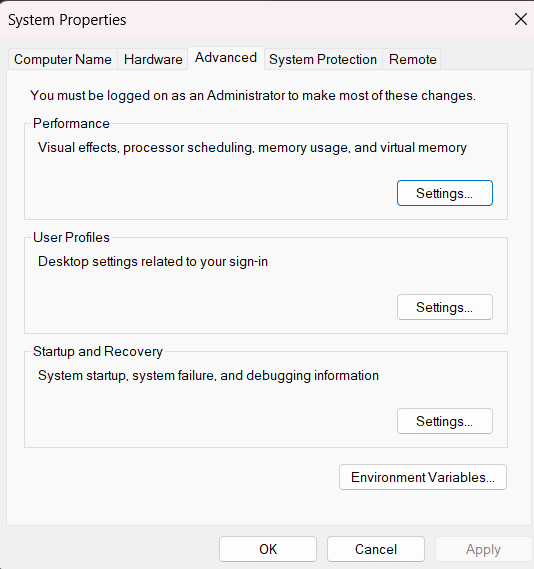 System Properties
Computer Name Hardware Advanced System Protection Remote
You must be logged on as an Administrator to make most of these changes.
Performance
Visual effects, processor scheduling, memory usage, and virtual memory
Settings...
User Profiles
Desktop settings related to your sign-in
Settings...
Startup and Recovery
System startup, system failure, and debugging information
Settings...
Environment Variables...
OK Cancel Apply